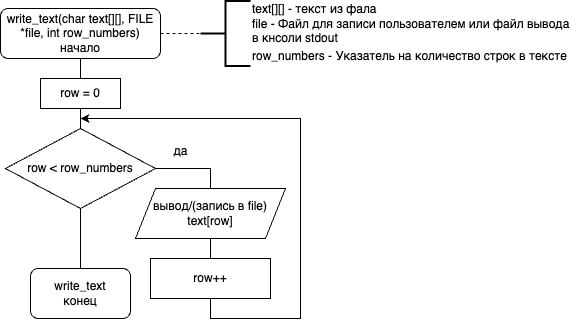 write_text(char text[][], FILE
*file, int row_numbers)
начало
text[][] - текст из фала
file - Файл для записи пользователем или файл вывода
в кнсоли stdout
row_numbers - Указатель на количество строк в тексте
row = 0
row < row_numbers
да
вывод/(запись в file)
text[row]
row++
write_text
конец